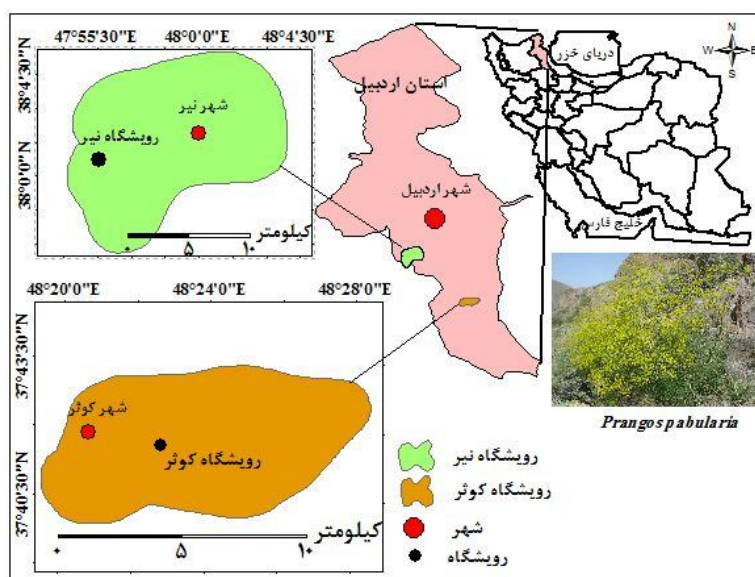 47°55'30"E 48°0'0"E 48°4'30"E
38°4'30"N
38°0'0"N
شهر نیر
رویشگاه نیر
کیلومتر
۰ ۵ ۱۰
استان اردبیل
شهر اردبیل
دریای خزر
خلیج فارس
N
W E
S
48°20'0"E 48°24'0"E 48°28'0"E
37°43'30"N
37°40'30"N
شهر کوثر
رویشگاه کوثر
کیلومتر
۰ ۵ ۱۰
Prangos pabularia
رویشگاه نیر
رویشگاه کوثر
شهر
رویشگاه